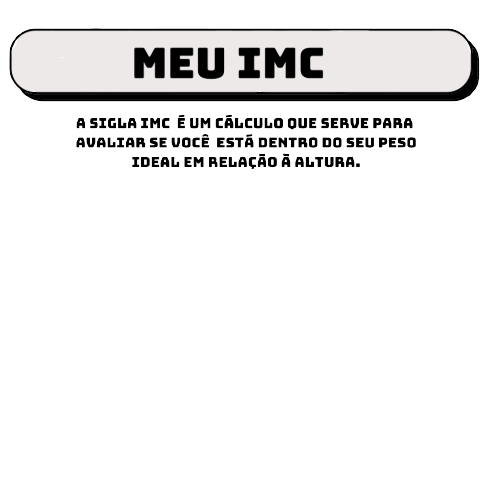 MEU IMC
A SIGLA IMC É UM CÁLCULO QUE SERVE PARA
AVALIAR SE VOCÊ ESTÁ DENTRO DO SEU PESO
IDEAL EM RELAÇÃO À ALTURA.